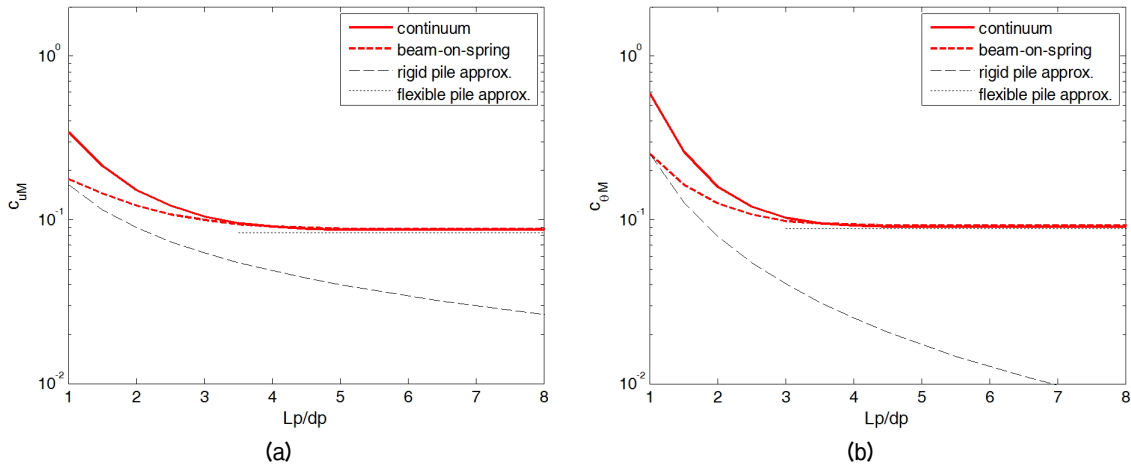 continuum
beam-on-spring
rigid pile approx.
flexible pile approx.
10^0
10^-1
10^-2
c_uM
1 2 3 4 5 6 7 8
Lp/dp
(a)
continuum
beam-on-spring
rigid pile approx.
flexible pile approx.
10^0
10^-1
10^-2
c_θM
1 2 3 4 5 6 7 8
Lp/dp
(b)